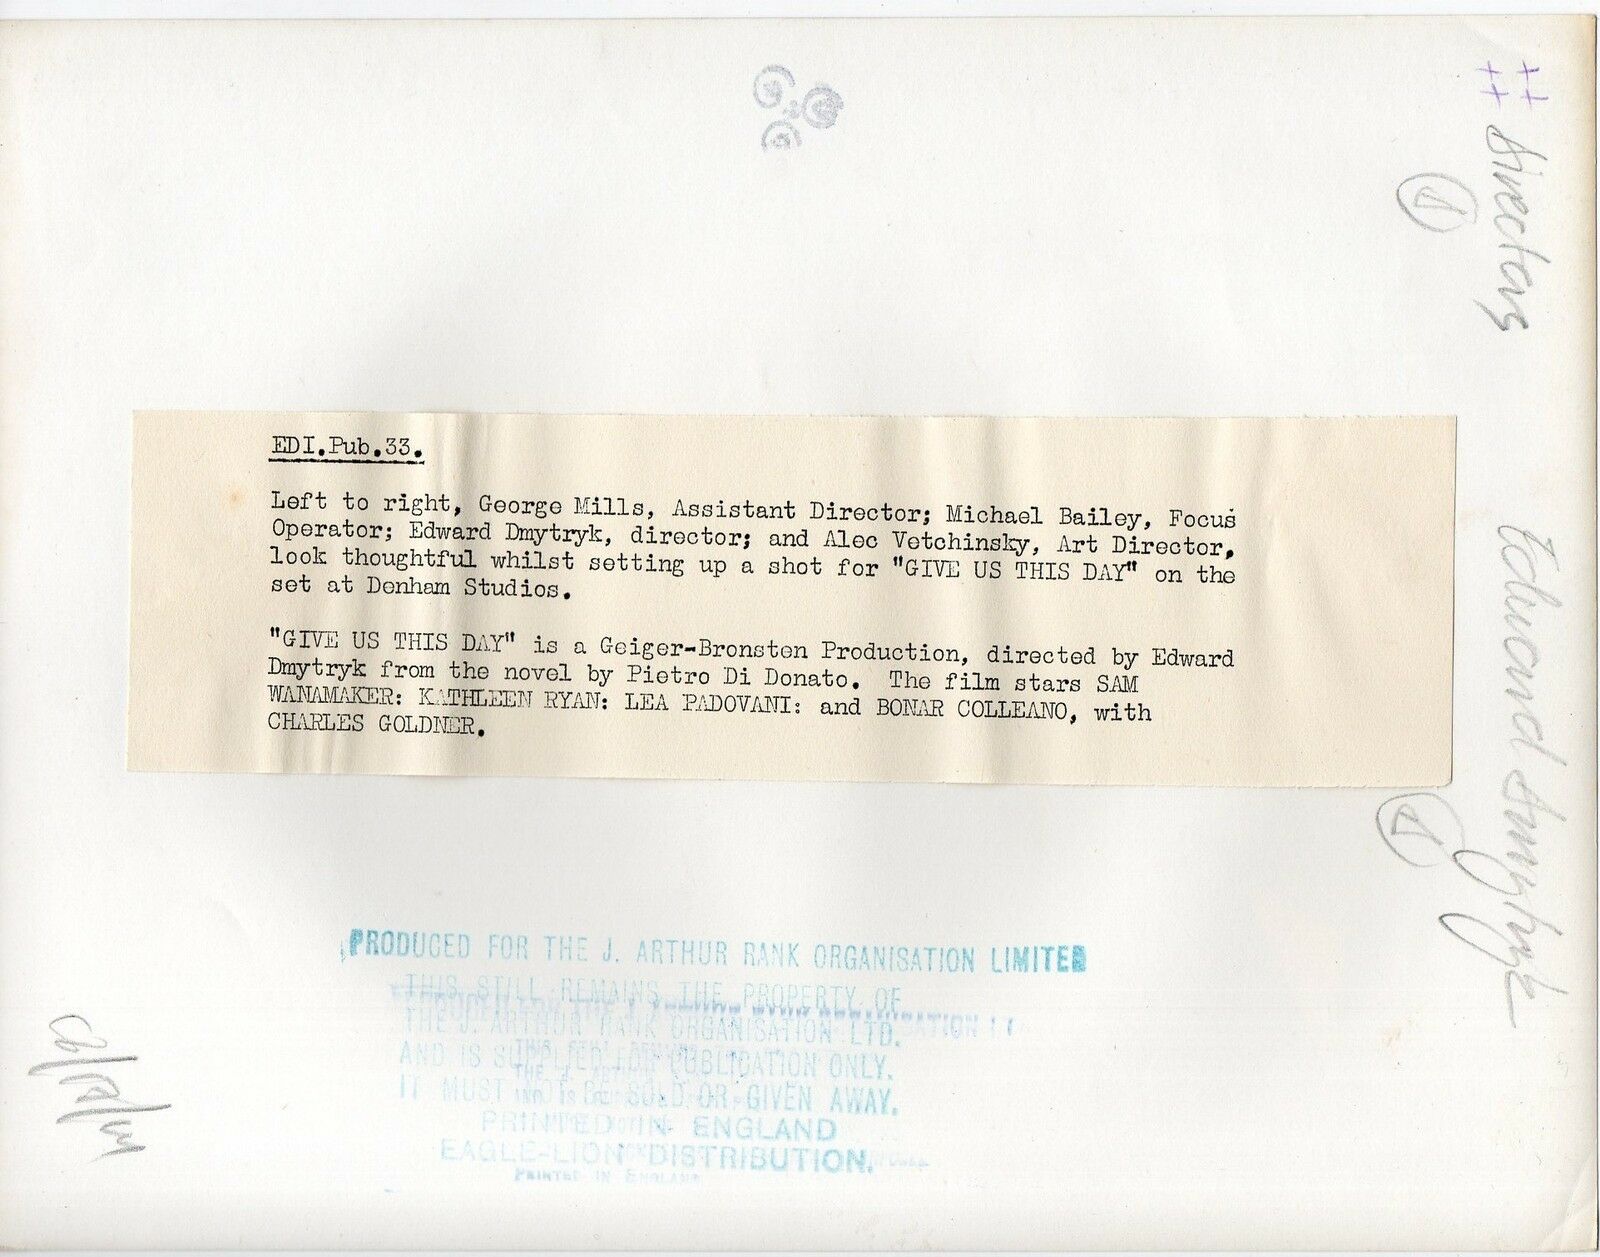 ++ directors
++
1
EDI.Pub.33.
Left to right, George Mills, Assistant Director; Michael Bailey, Focus
Operator; Edward Dmytryk, director; and Alec Vetchinsky, Art Director,
look thoughtful whilst setting up a shot for "GIVE US THIS DAY" on the
set at Denham Studios.
"GIVE US THIS DAY" is a Geiger-Bronsten Production, directed by Edward
Dmytryk from the novel by Pietro Di Donato. The film stars SAM
WANAMAKER: KATHLEEN RYAN: LEA PADOVANI: and BONAR COLLEANO, with
CHARLES GOLDNER.
Edward Dmytryk
1
PRODUCED FOR THE J. ARTHUR RANK ORGANISATION LIMITED
THIS STILL REMAINS THE PROPERTY OF
THE J. ARTHUR RANK ORGANISATION LTD.
AND IS SUPPLIED FOR PUBLICATION ONLY.
IT MUST NOT BE SOLD OR GIVEN AWAY.
PRINTED IN ENGLAND
EAGLE-LION DISTRIBUTION.
PRINTED IN ENGLAND